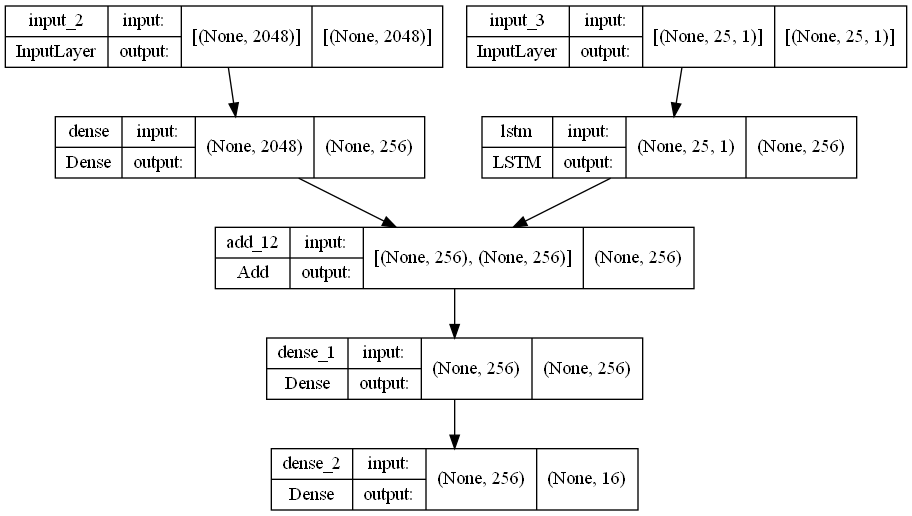 input_2 input: [(None, 2048)] [(None, 2048)]
InputLayer output:
input_3 input: [(None, 25, 1)] [(None, 25, 1)]
InputLayer output:
dense input: (None, 2048) (None, 256)
Dense output:
lstm input: (None, 25, 1) (None, 256)
LSTM output:
add_12 input: [(None, 256), (None, 256)] (None, 256)
Add output:
dense_1 input: (None, 256) (None, 256)
Dense output:
dense_2 input: (None, 256) (None, 16)
Dense output: